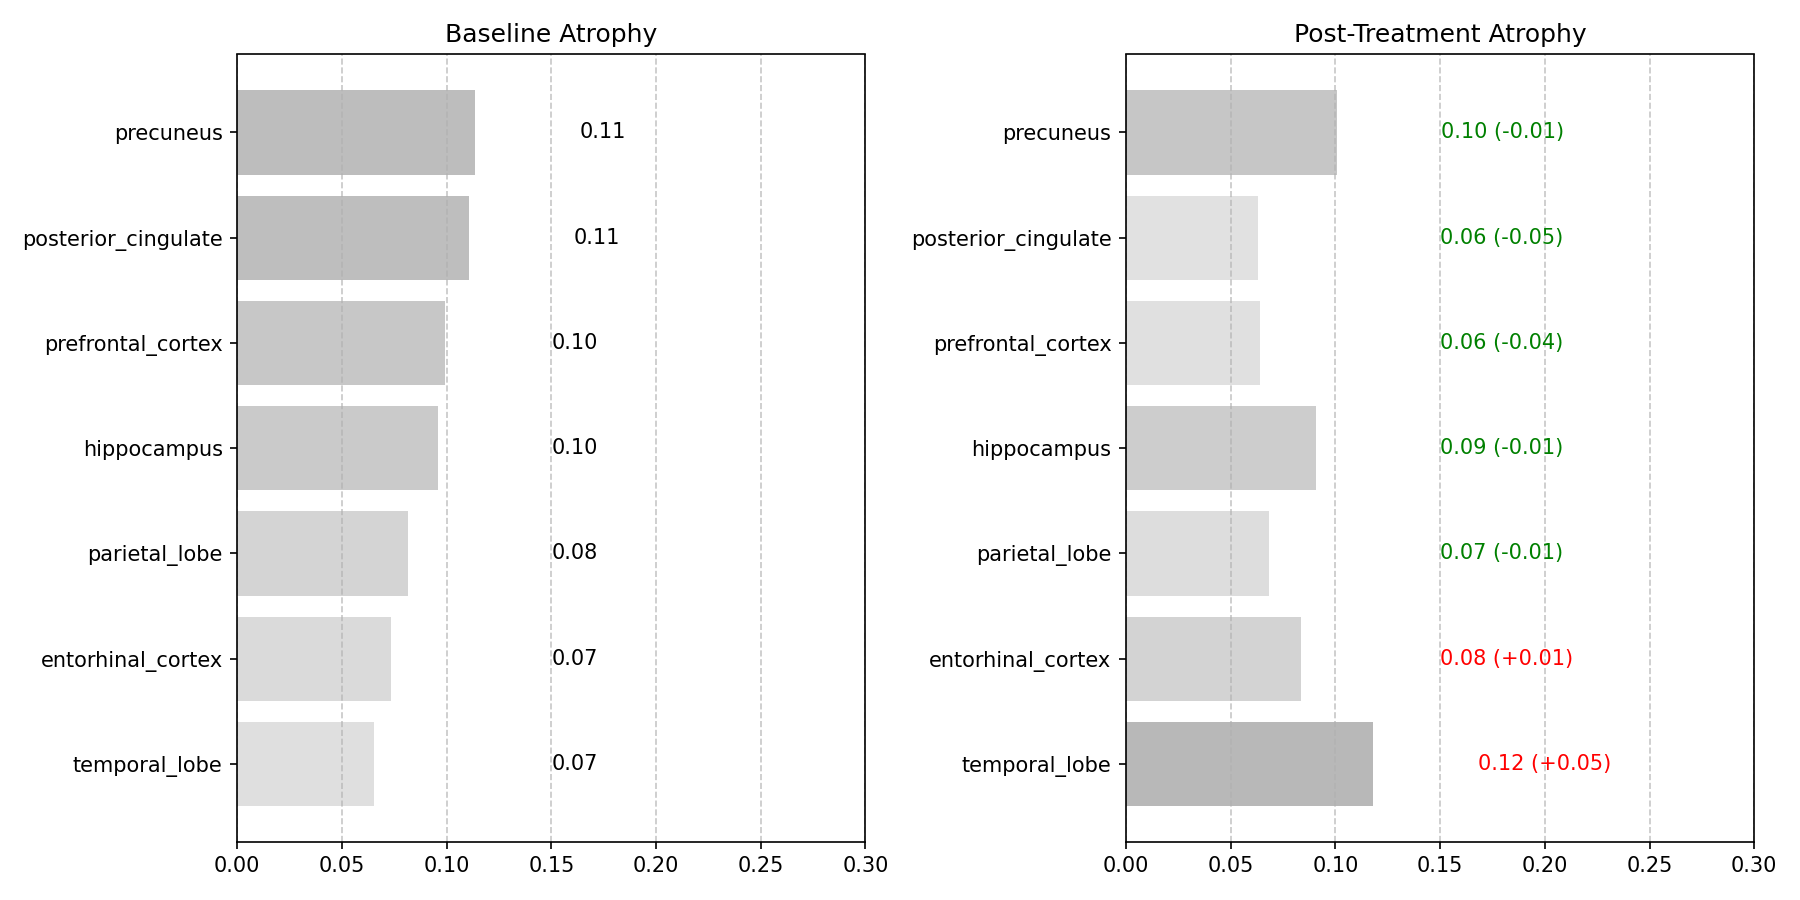 Baseline Atrophy
precuneus
0.11
posterior_cingulate
0.11
prefrontal_cortex
0.10
hippocampus
0.10
parietal_lobe
0.08
entorhinal_cortex
0.07
temporal_lobe
0.07
0.00 0.05 0.10 0.15 0.20 0.25 0.30
Post-Treatment Atrophy
precuneus
0.10 (-0.01)
posterior_cingulate
0.06 (-0.05)
prefrontal_cortex
0.06 (-0.04)
hippocampus
0.09 (-0.01)
parietal_lobe
0.07 (-0.01)
entorhinal_cortex
0.08 (+0.01)
temporal_lobe
0.12 (+0.05)
0.00 0.05 0.10 0.15 0.20 0.25 0.30